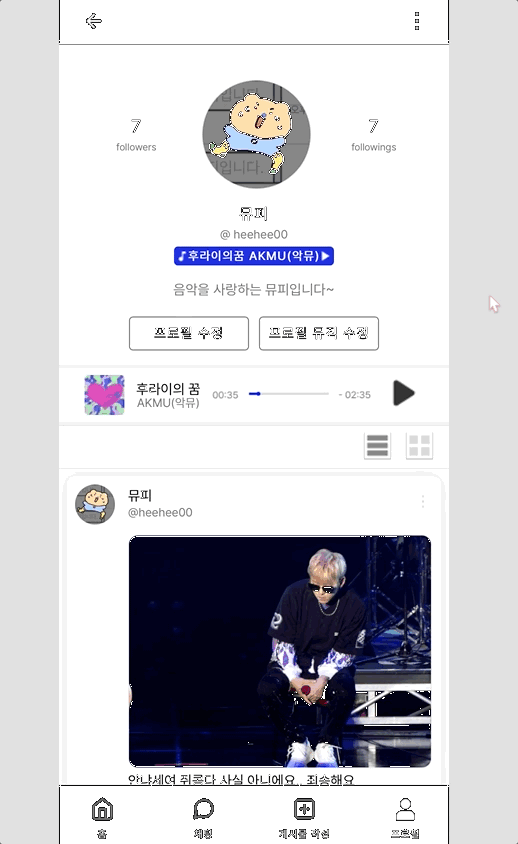 7
followers
7
followings
뮤피
@ heehee00
후라이의꿈 AKMU(악뮤)
음악을 사랑하는 뮤피입니다~
프로필 수정
프로필 뮤직 수정
후라이의 꿈
AKMU(악뮤)
00:35
- 02:35
뮤피
@heehee00
안냐세여 쥐롱다 사실 아니에요.. 죄송해요
홈
채팅
게시물 작성
프로필